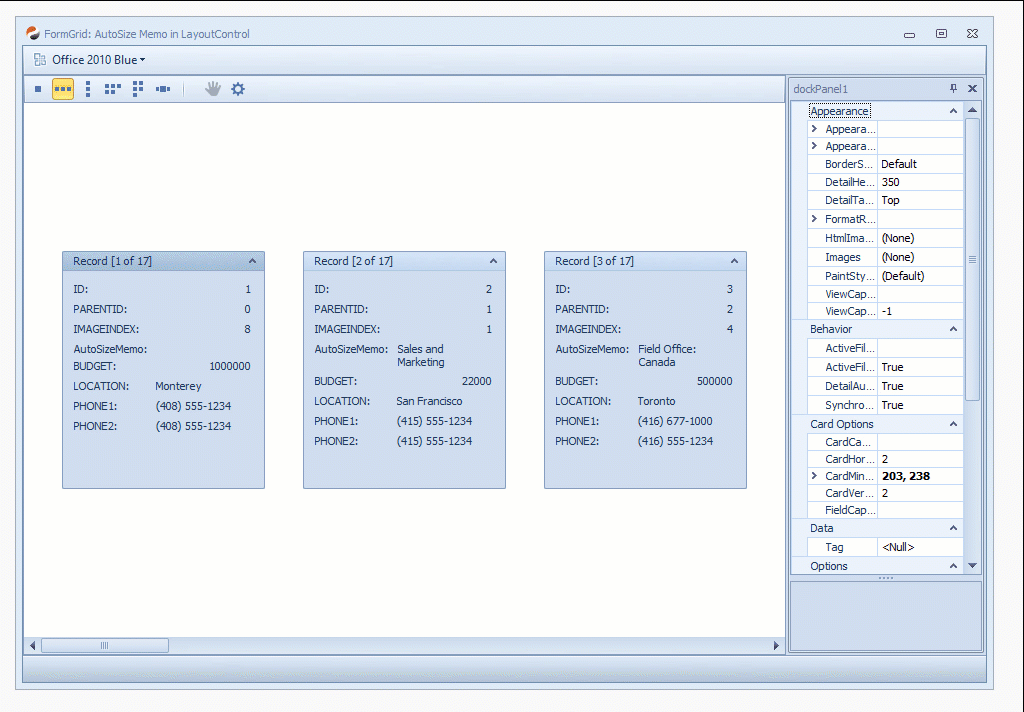 FormGrid: AutoSize Memo in LayoutControl
Office 2010 Blue
Record [1 of 17]
ID: 1
PARENTID: 0
IMAGEINDEX: 8
AutoSizeMemo:
BUDGET: 1000000
LOCATION: Monterey
PHONE1: (408) 555-1234
PHONE2: (408) 555-1234
Record [2 of 17]
ID: 2
PARENTID: 1
IMAGEINDEX: 1
AutoSizeMemo: Sales and
Marketing
BUDGET: 22000
LOCATION: San Francisco
PHONE1: (415) 555-1234
PHONE2: (415) 555-1234
Record [3 of 17]
ID: 3
PARENTID: 2
IMAGEINDEX: 4
AutoSizeMemo: Field Office:
Canada
BUDGET: 500000
LOCATION: Toronto
PHONE1: (416) 677-1000
PHONE2: (416) 555-1234
dockPanel1
Appearance
Appeara...
Appeara...
BorderS... Default
DetailHe... 350
DetailTa... Top
FormatR...
HtmlIma... (None)
Images (None)
PaintSty... (Default)
ViewCap...
ViewCap... -1
Behavior
ActiveFil...
ActiveFil... True
DetailAu... True
Synchro... True
Card Options
CardCa...
CardHor... 2
CardMin... 203, 238
CardVer... 2
FieldCap...
Data
Tag <Null>
Options